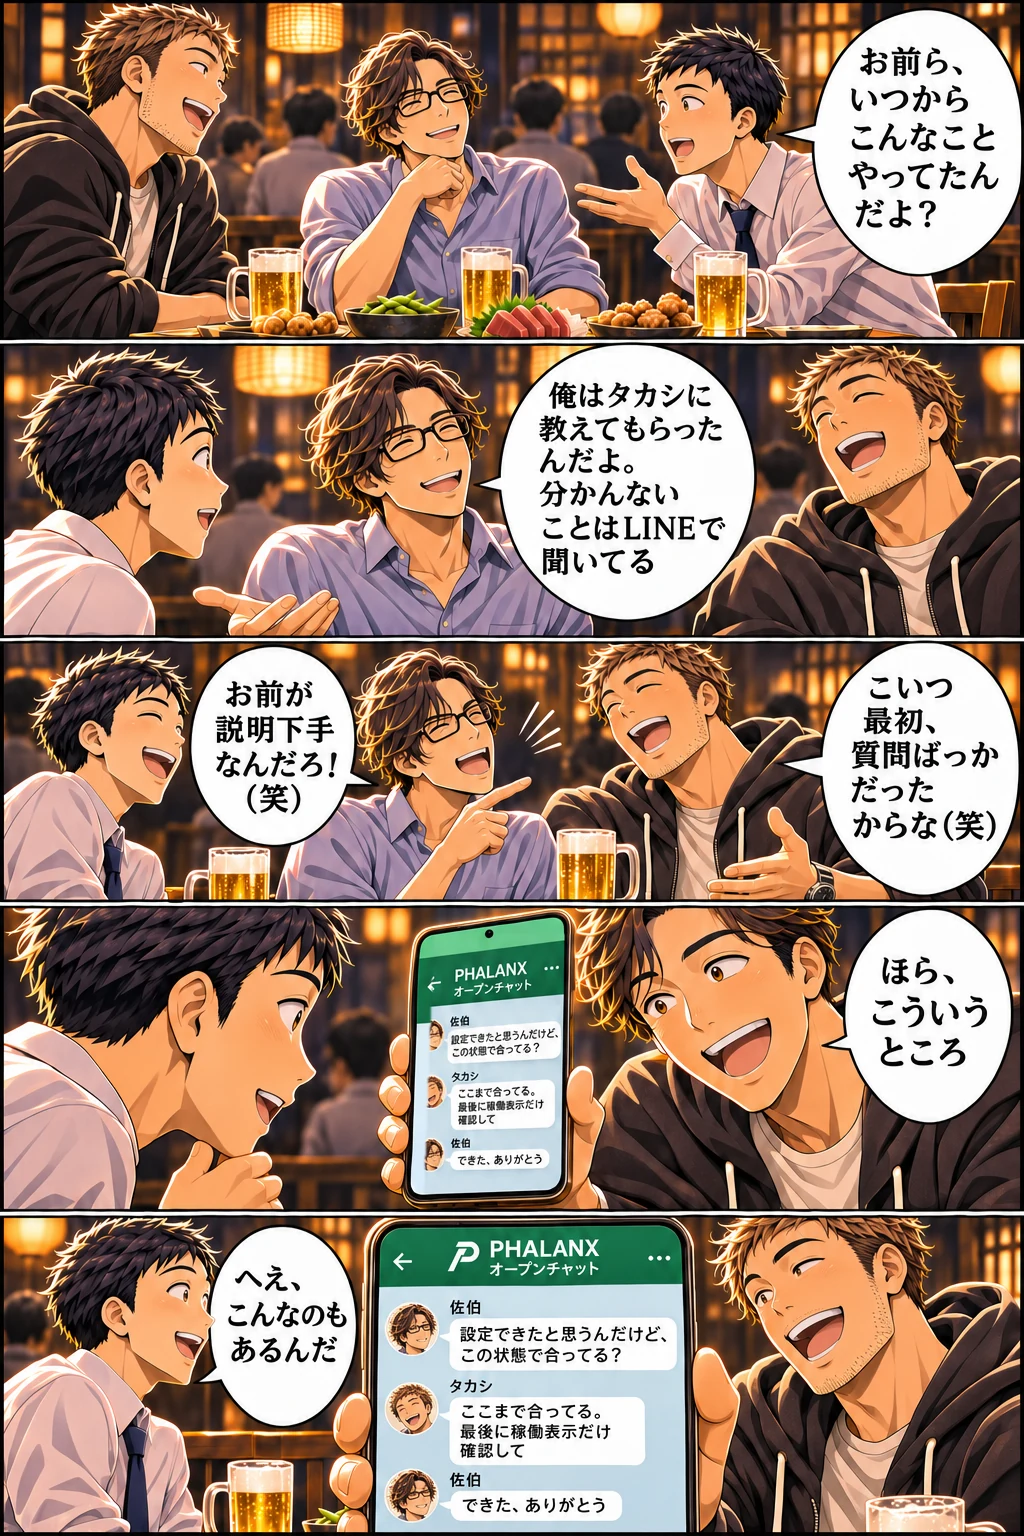 お前ら、
いつから
こんなこと
やってたん
だよ?
俺はタカシに
教えてもらった
んだよ。
分かんない
ことはLINEで
聞いてる
お前が
説明下手
なんだろ!
(笑)
こいつ
最初、
質問ばっか
だった
からな(笑)
PHALANX
オープンチャット
佐伯
設定できたと思うんだけど、
この状態で合ってる?
タカシ
ここまで合ってる。
最後に稼働表示だけ
確認して
佐伯
できた、ありがとう
ほら、
こういう
ところ
へえ、
こんなのも
あるんだ
PHALANX
オープンチャット
佐伯
設定できたと思うんだけど、
この状態で合ってる?
タカシ
ここまで合ってる。
最後に稼働表示だけ
確認して
佐伯
できた、ありがとう